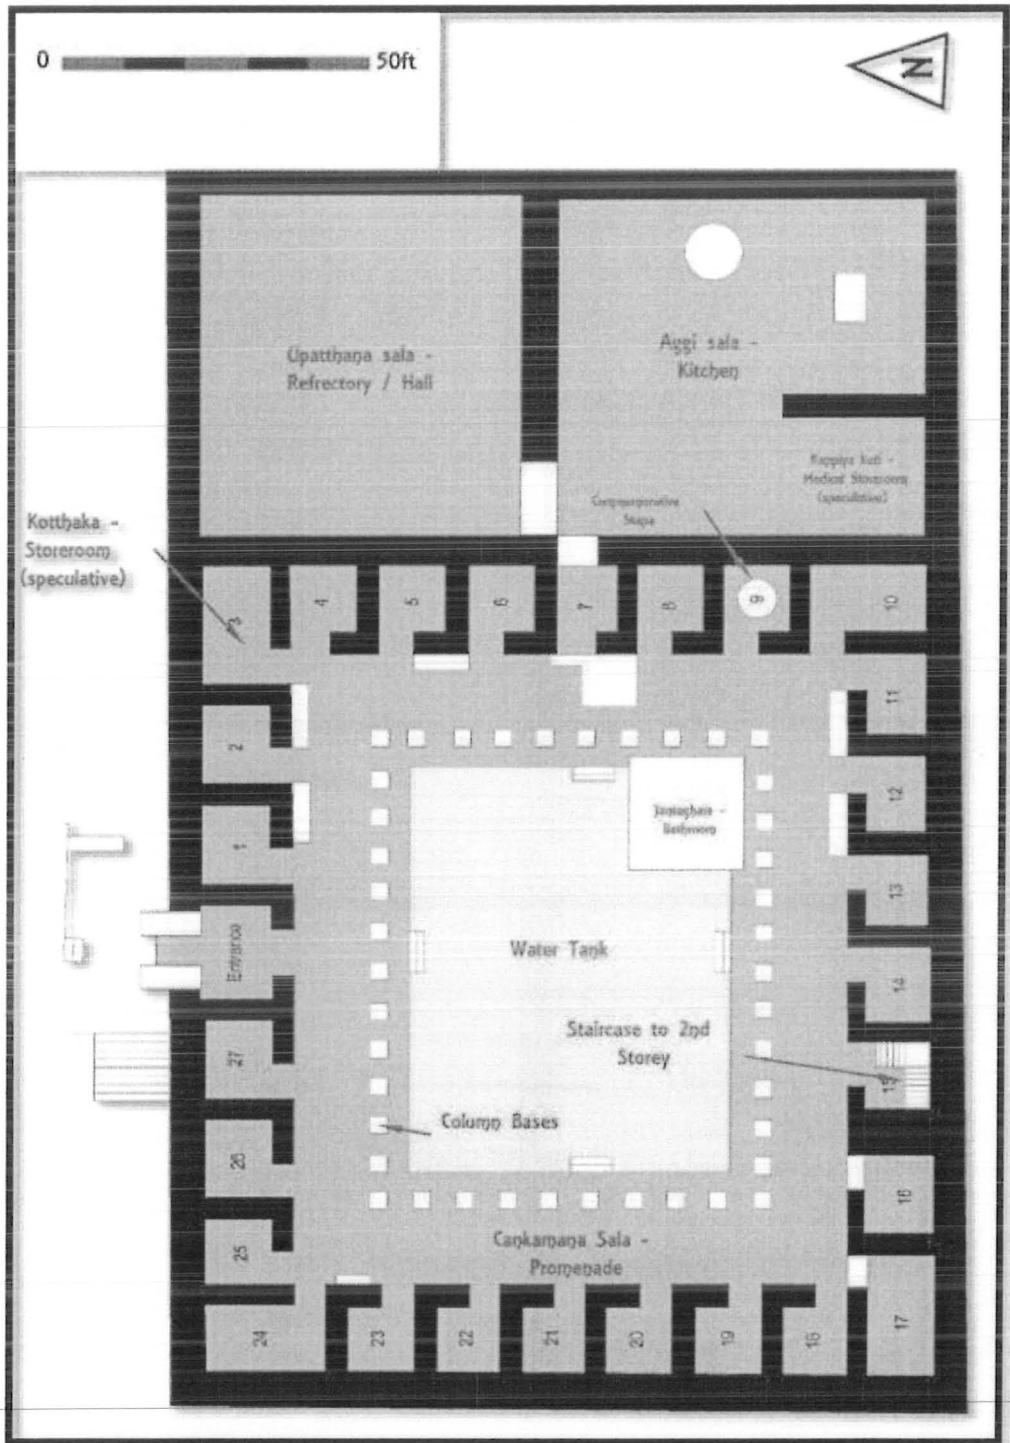 0 50ft
N
Upatthana sala -
Refrectory / Hall
Aggi sala -
Kitchen
Kappiya Kuti -
Medical Storeroom
(speculative)
Commemorative
Stupa
Kotthaka -
Storeroom
(speculative)
3
4
5
6
7
8
9
10
2
11
12
1
13
Jantaghara -
Bathroom
Entrance
Water Tank
14
Staircase to 2nd
Storey
27
15
Column Bases
26
16
25
Cankamana Sala -
Promenade
24
23
22
21
20
19
18
17